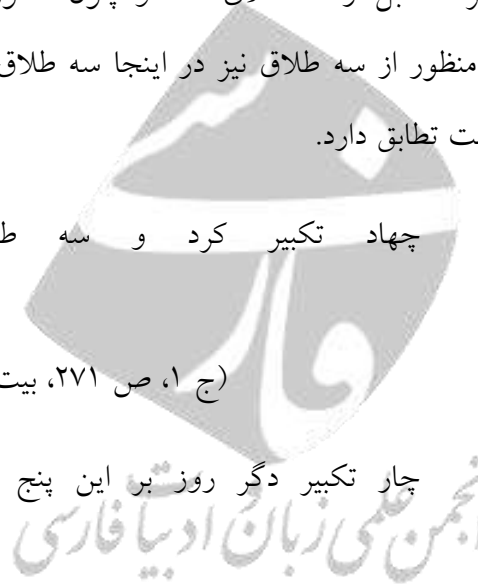 منظور از سه طلاق نیز در اینجا سه طلاق
ت تطابق دارد.
چهاد تکبیر کرد و سه ط
(ج ۱، ص ۲۷۱، بیت
چار تکبیر دگر روز بر این پنج
انجمن علمی زبان و ادبیات فارسی
فارسی